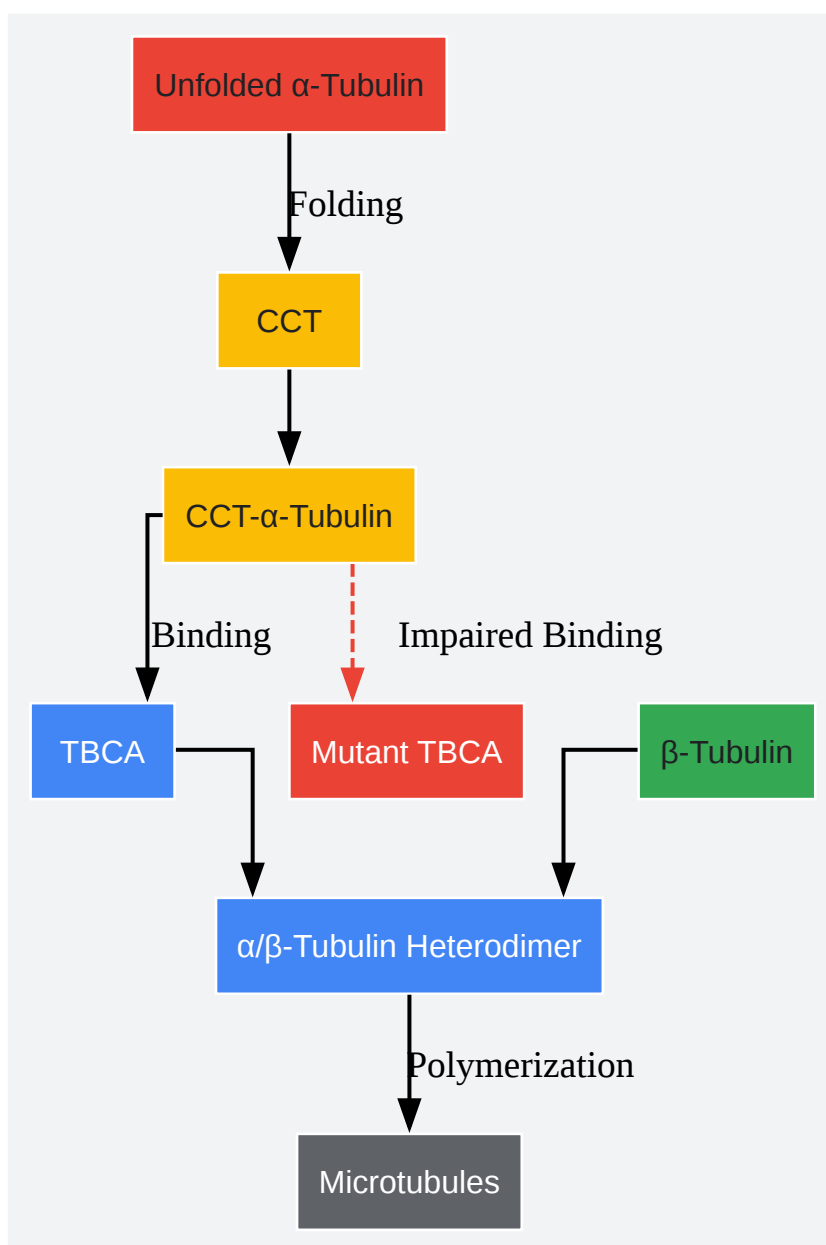 Unfolded α-Tubulin
Folding
CCT
CCT-α-Tubulin
Binding
Impaired Binding
TBCA
Mutant TBCA
β-Tubulin
α/β-Tubulin Heterodimer
Polymerization
Microtubules